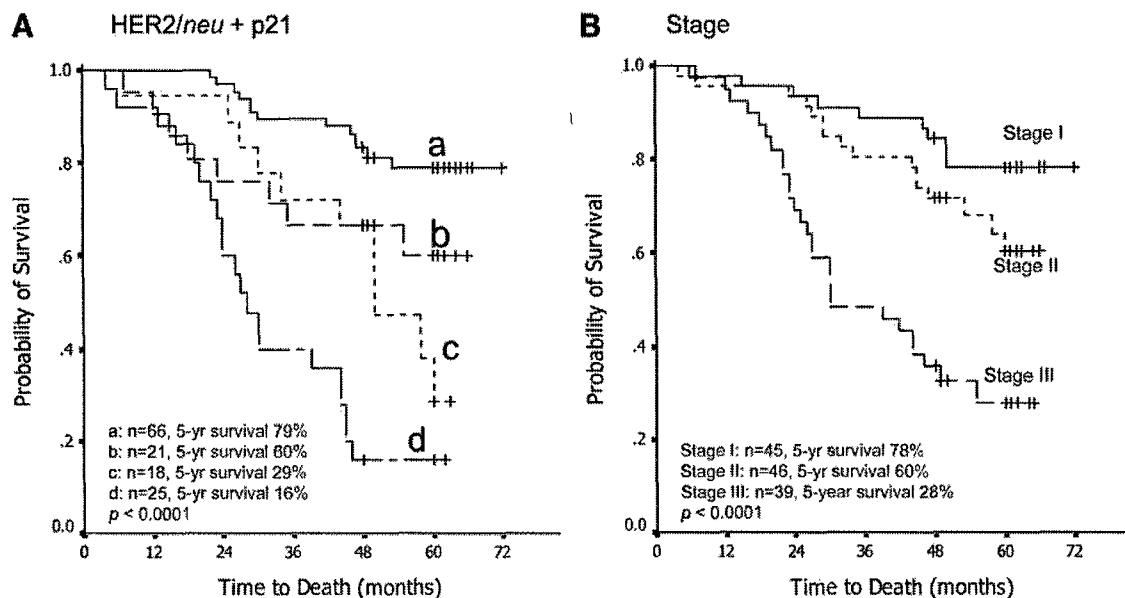 A HER2/neu + p21
Probability of Survival
1.0
.8
.6
.4
.2
0.0
a
b
c
d
a: n=66, 5-yr survival 79%
b: n=21, 5-yr survival 60%
c: n=18, 5-yr survival 29%
d: n=25, 5-yr survival 16%
p < 0.0001
0 12 24 36 48 60 72
Time to Death (months)
B Stage
Probability of Survival
1.0
.8
.6
.4
.2
0.0
Stage I
Stage II
Stage III
Stage I: n=45, 5-yr survival 78%
Stage II: n=46, 5-yr survival 60%
Stage III: n=39, 5-year survival 28%
p < 0.0001
0 12 24 36 48 60 72
Time to Death (months)